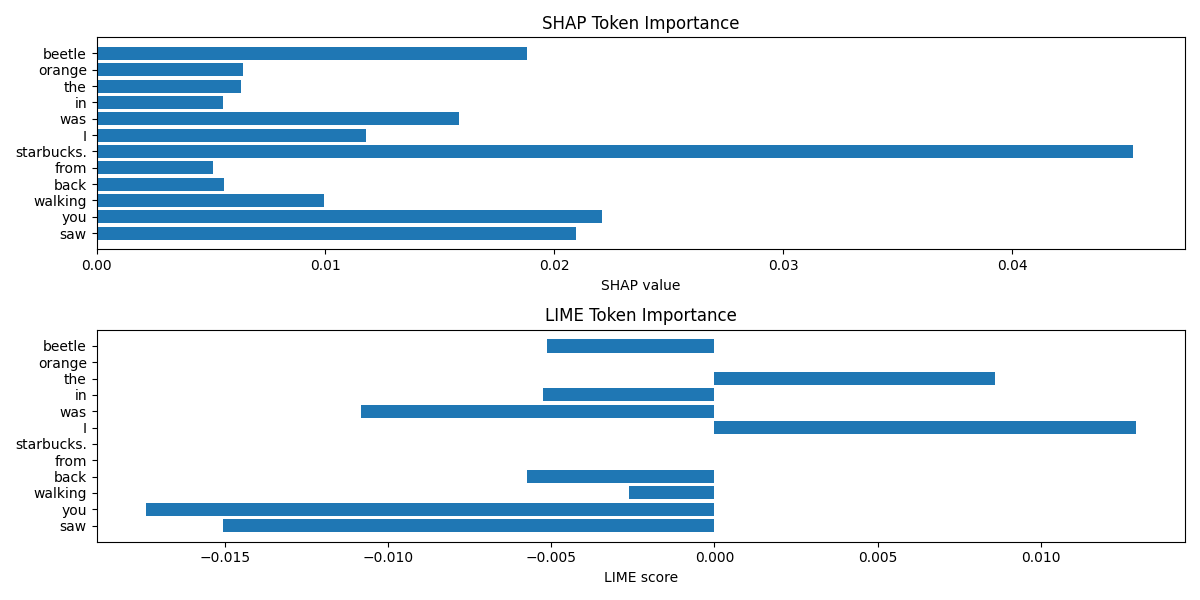 SHAP Token Importance
beetle
orange
the
in
was
I
starbucks.
from
back
walking
you
saw
0.00 0.01 0.02 0.03 0.04
SHAP value
LIME Token Importance
beetle
orange
the
in
was
I
starbucks.
from
back
walking
you
saw
−0.015 −0.010 −0.005 0.000 0.005 0.010
LIME score